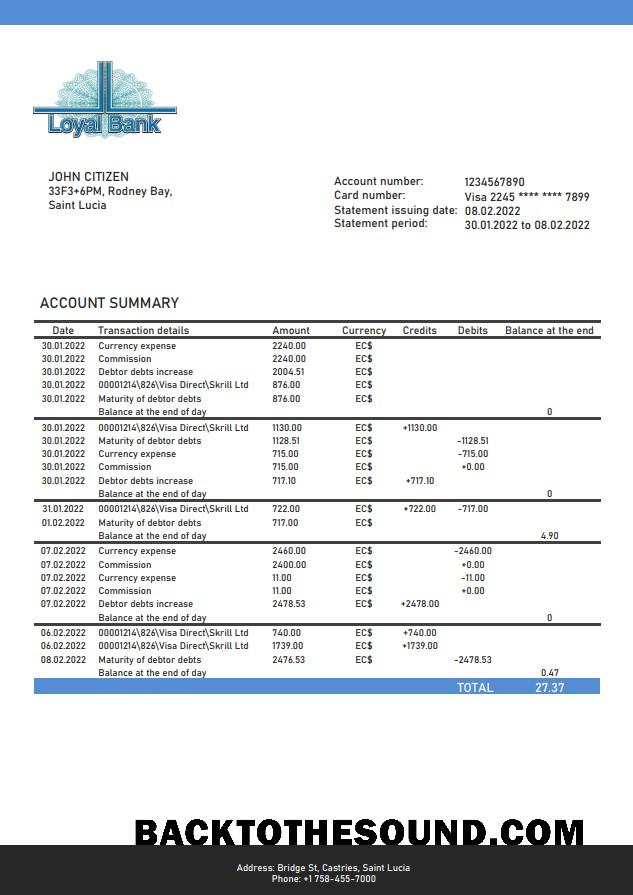 Loyal Bank
JOHN CITIZEN
33F3+6PM, Rodney Bay,
Saint Lucia
Account number: 1234567890
Card number: Visa 2245 **** **** 7899
Statement issuing date: 08.02.2022
Statement period: 30.01.2022 to 08.02.2022
ACCOUNT SUMMARY
Date Transaction details Amount Currency Credits Debits Balance at the end
30.01.2022 Currency expense 2240.00 EC$
30.01.2022 Commission 2240.00 EC$
30.01.2022 Debtor debts increase 2004.51 EC$
30.01.2022 00001214\826\Visa Direct\Skrill Ltd 876.00 EC$
30.01.2022 Maturity of debtor debts 876.00 EC$
Balance at the end of day 0
30.01.2022 00001214\826\Visa Direct\Skrill Ltd 1130.00 EC$ +1130.00
30.01.2022 Maturity of debtor debts 1128.51 EC$ -1128.51
30.01.2022 Currency expense 715.00 EC$ -715.00
30.01.2022 Commission 715.00 EC$ +0.00
30.01.2022 Debtor debts increase 717.10 EC$ +717.10
Balance at the end of day 0
31.01.2022 00001214\826\Visa Direct\Skrill Ltd 722.00 EC$ +722.00 -717.00
01.02.2022 Maturity of debtor debts 717.00 EC$
Balance at the end of day 4.90
07.02.2022 Currency expense 2460.00 EC$ -2460.00
07.02.2022 Commission 2400.00 EC$ +0.00
07.02.2022 Currency expense 11.00 EC$ -11.00
07.02.2022 Commission 11.00 EC$ +0.00
07.02.2022 Debtor debts increase 2478.53 EC$ +2478.00
Balance at the end of day 0
06.02.2022 00001214\826\Visa Direct\Skrill Ltd 740.00 EC$ +740.00
06.02.2022 00001214\826\Visa Direct\Skrill Ltd 1739.00 EC$ +1739.00
08.02.2022 Maturity of debtor debts 2476.53 EC$ -2478.53
Balance at the end of day 0.47
TOTAL 27.37
BACKTOTHESOUND.COM
Address: Bridge St, Castries, Saint Lucia
Phone: +1 758-455-7000